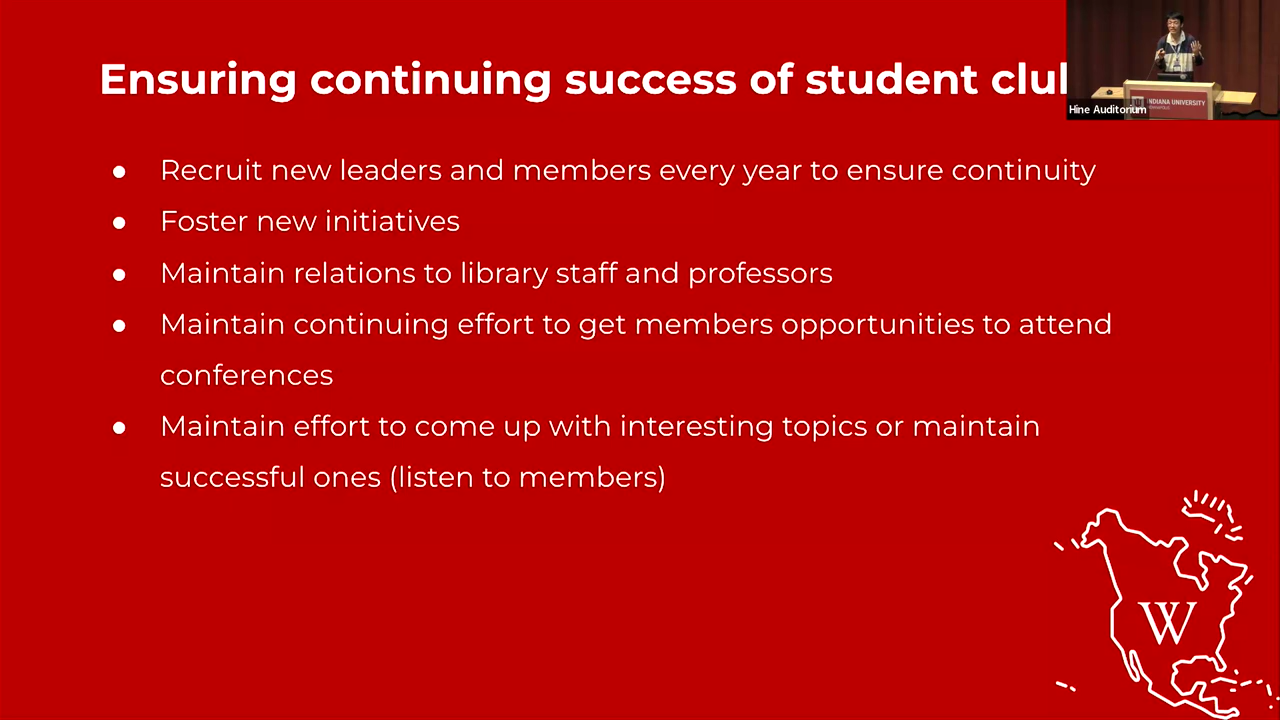 Ensuring continuing success of student
Hine Auditorium
INDIANA UNIVERSITY
Recruit new leaders and members every year to ensure continuity
Foster new initiatives
Maintain relations to library staff and professors
Maintain continuing effort to get members opportunities to attend
conferences
Maintain effort to come up with interesting topics or maintain
successful ones (listen to members)
W